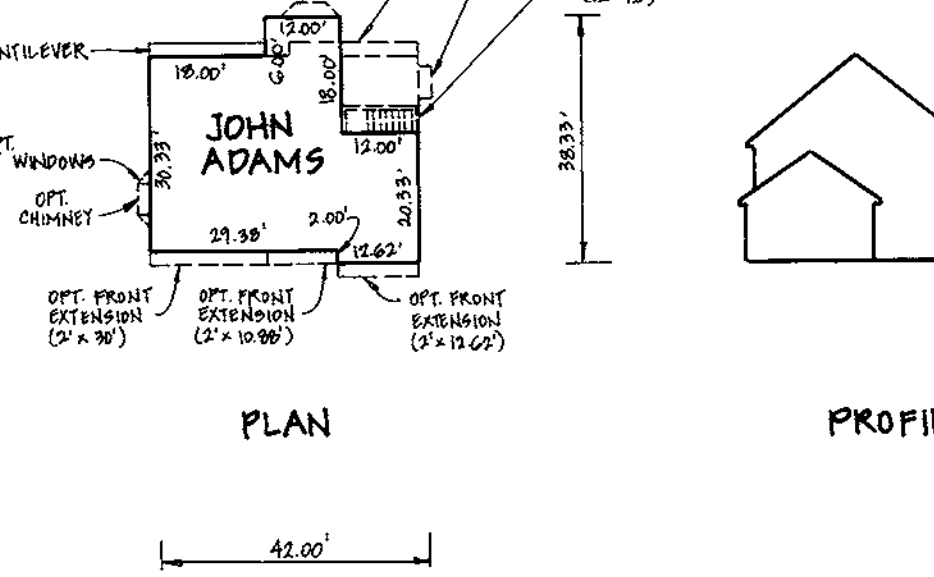 12.00'
NTILEVER
18.00'
6.00'
18.00'
JOHN
ADAMS
12.00'
38.33'
WINDOWS
30.33'
OPT.
CHIMNEY
20.33'
2.00'
29.38'
12.62'
OPT. FRONT
EXTENSION
(2' x 30')
OPT. FRONT
EXTENSION
(2' x 10.88')
OPT. FRONT
EXTENSION
(2' x 12.62')
PLAN
PROFI
42.00'